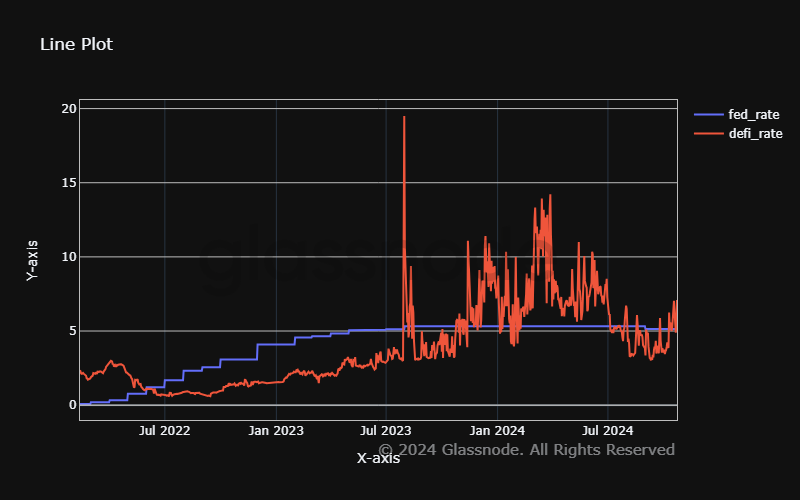 Line Plot
20
15
10
5
0
Y-axis
fed_rate
defi_rate
glassnode
Jul 2022
Jan 2023
Jul 2023
Jan 2024
Jul 2024
X-axis
© 2024 Glassnode. All Rights Reserved